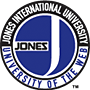 JONES INTERNATIONAL UNIVERSITY
JONES
UNIVERSITY OF THE WEB
TM